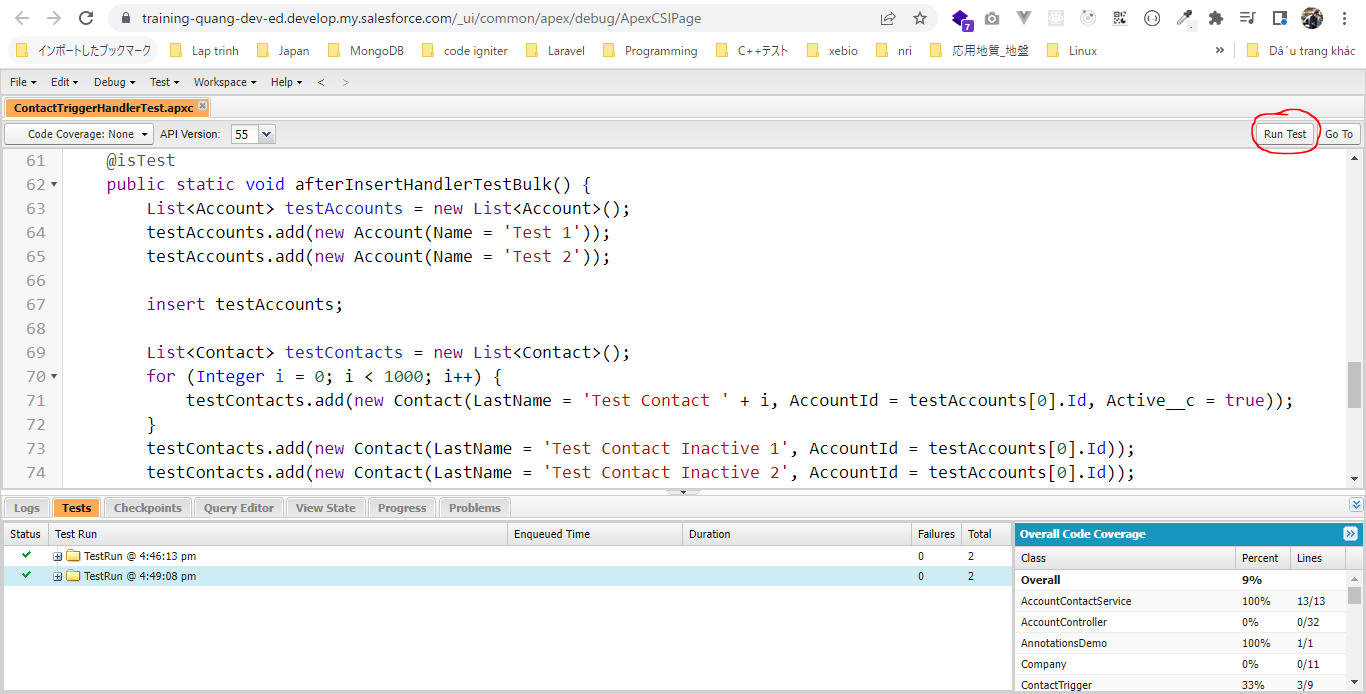 training-quang-dev-ed.develop.my.salesforce.com/_ui/common/apex/debug/ApexCSIPage
7
インポートしたブックマーク Lap trinh Japan MongoDB code igniter Laravel Programming C++テスト xebio nri 応用地質_地盤 Linux » Dấu trang khác
File Edit Debug Test Workspace Help < >
ContactTriggerHandlerTest.apxc
Code Coverage: None API Version: 55 Run Test Go To
61 @isTest
62 public static void afterInsertHandlerTestBulk() {
63 List<Account> testAccounts = new List<Account>();
64 testAccounts.add(new Account(Name = 'Test 1'));
65 testAccounts.add(new Account(Name = 'Test 2'));
66
67 insert testAccounts;
68
69 List<Contact> testContacts = new List<Contact>();
70 for (Integer i = 0; i < 1000; i++) {
71 testContacts.add(new Contact(LastName = 'Test Contact ' + i, AccountId = testAccounts[0].Id, Active__c = true));
72 }
73 testContacts.add(new Contact(LastName = 'Test Contact Inactive 1', AccountId = testAccounts[0].Id));
74 testContacts.add(new Contact(LastName = 'Test Contact Inactive 2', AccountId = testAccounts[0].Id));
Logs Tests Checkpoints Query Editor View State Progress Problems
Status Test Run Enqueued Time Duration Failures Total
TestRun @ 4:46:13 pm 0 2
TestRun @ 4:49:08 pm 0 2
Overall Code Coverage
Class Percent Lines
Overall 9%
AccountContactService 100% 13/13
AccountController 0% 0/32
AnnotationsDemo 100% 1/1
Company 0% 0/11
ContactTrigger 33% 3/9